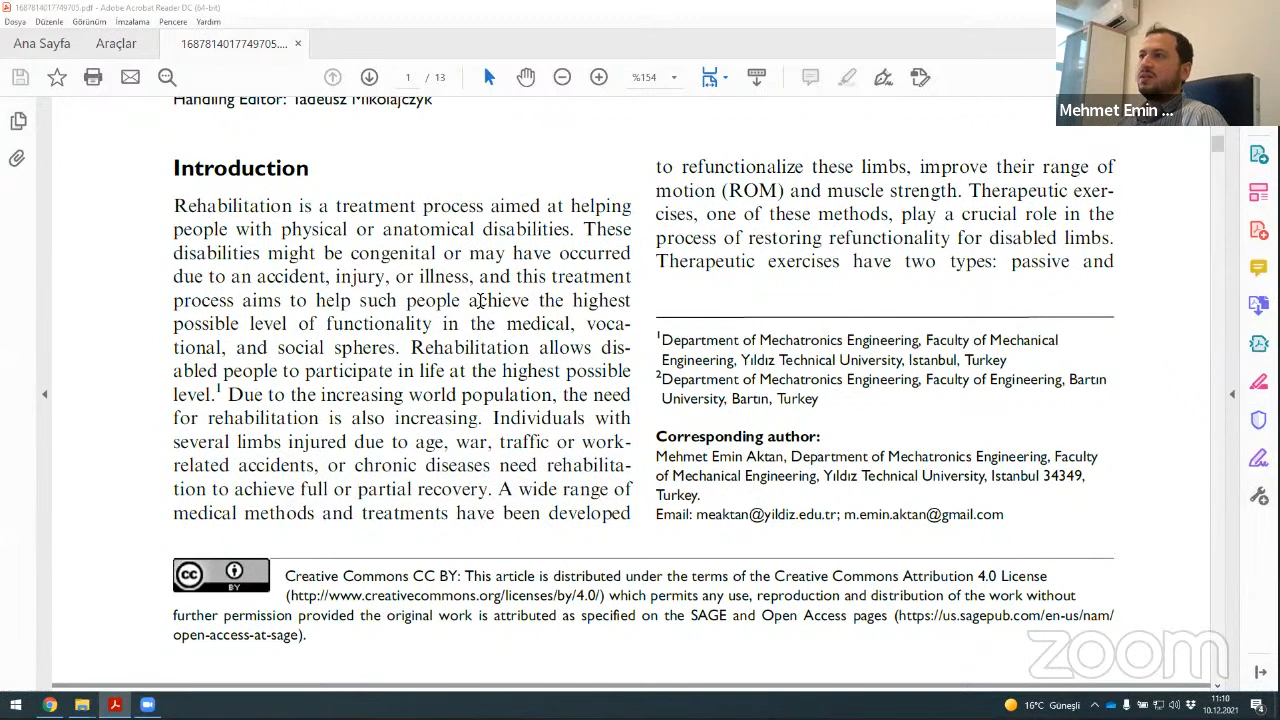 1687814017749705.pdf - Adobe Acrobat Reader DC (64-bit)
Dosya Düzenle Görünüm İmzalama Pencere Yardım
Ana Sayfa Araçlar 1687814017749705.... ×
1 / 13 %154
Mehmet Emin ...
Handling Editor: Tadeusz Mikolajczyk
Introduction
Rehabilitation is a treatment process aimed at helping
people with physical or anatomical disabilities. These
disabilities might be congenital or may have occurred
due to an accident, injury, or illness, and this treatment
process aims to help such people achieve the highest
possible level of functionality in the medical, voca-
tional, and social spheres. Rehabilitation allows dis-
abled people to participate in life at the highest possible
level.1 Due to the increasing world population, the need
for rehabilitation is also increasing. Individuals with
several limbs injured due to age, war, traffic or work-
related accidents, or chronic diseases need rehabilita-
tion to achieve full or partial recovery. A wide range of
medical methods and treatments have been developed
to refunctionalize these limbs, improve their range of
motion (ROM) and muscle strength. Therapeutic exer-
cises, one of these methods, play a crucial role in the
process of restoring refunctionality for disabled limbs.
Therapeutic exercises have two types: passive and
1Department of Mechatronics Engineering, Faculty of Mechanical
Engineering, Yıldız Technical University, Istanbul, Turkey
2Department of Mechatronics Engineering, Faculty of Engineering, Bartın
University, Bartın, Turkey
Corresponding author:
Mehmet Emin Aktan, Department of Mechatronics Engineering, Faculty
of Mechanical Engineering, Yıldız Technical University, Istanbul 34349,
Turkey.
Email: meaktan@yildiz.edu.tr; m.emin.aktan@gmail.com
cc BY
Creative Commons CC BY: This article is distributed under the terms of the Creative Commons Attribution 4.0 License
(http://www.creativecommons.org/licenses/by/4.0/) which permits any use, reproduction and distribution of the work without
further permission provided the original work is attributed as specified on the SAGE and Open Access pages (https://us.sagepub.com/en-us/nam/
open-access-at-sage).
zoom
16°C Güneşli
11:10
10.12.2021
4